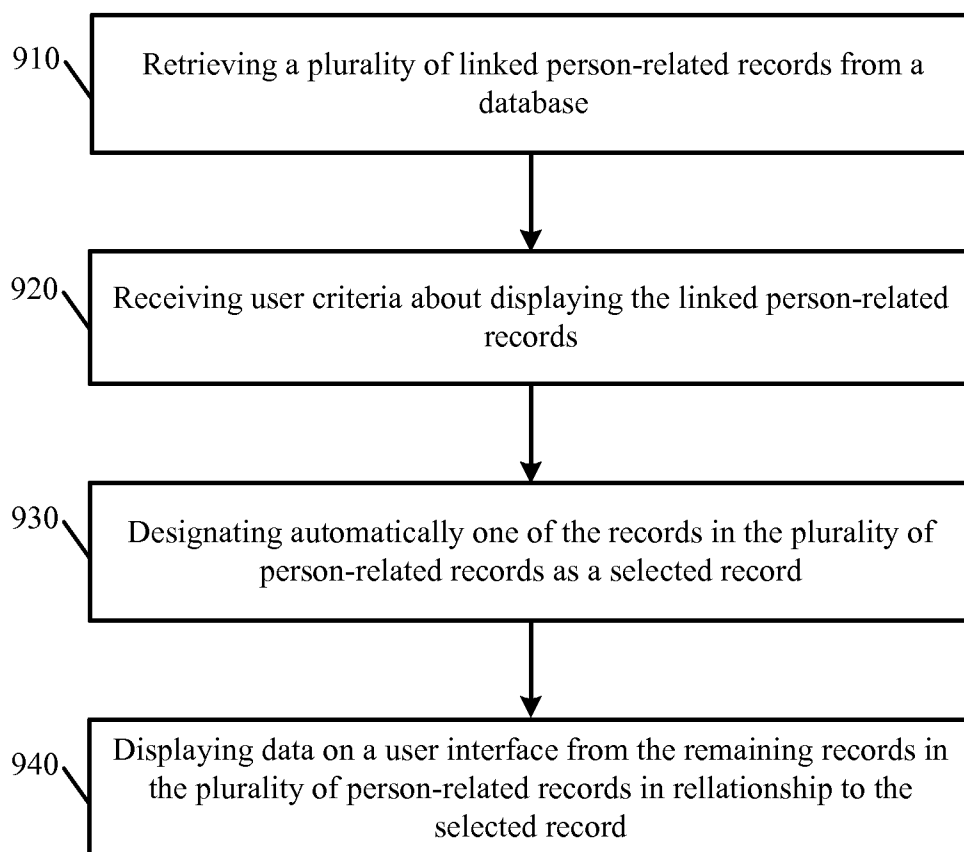 910
Retrieving a plurality of linked person-related records from a
database
920
Receiving user criteria about displaying the linked person-related
records
930
Designating automatically one of the records in the plurality of
person-related records as a selected record
940
Displaying data on a user interface from the remaining records in
the plurality of person-related records in rellationship to the
selected record